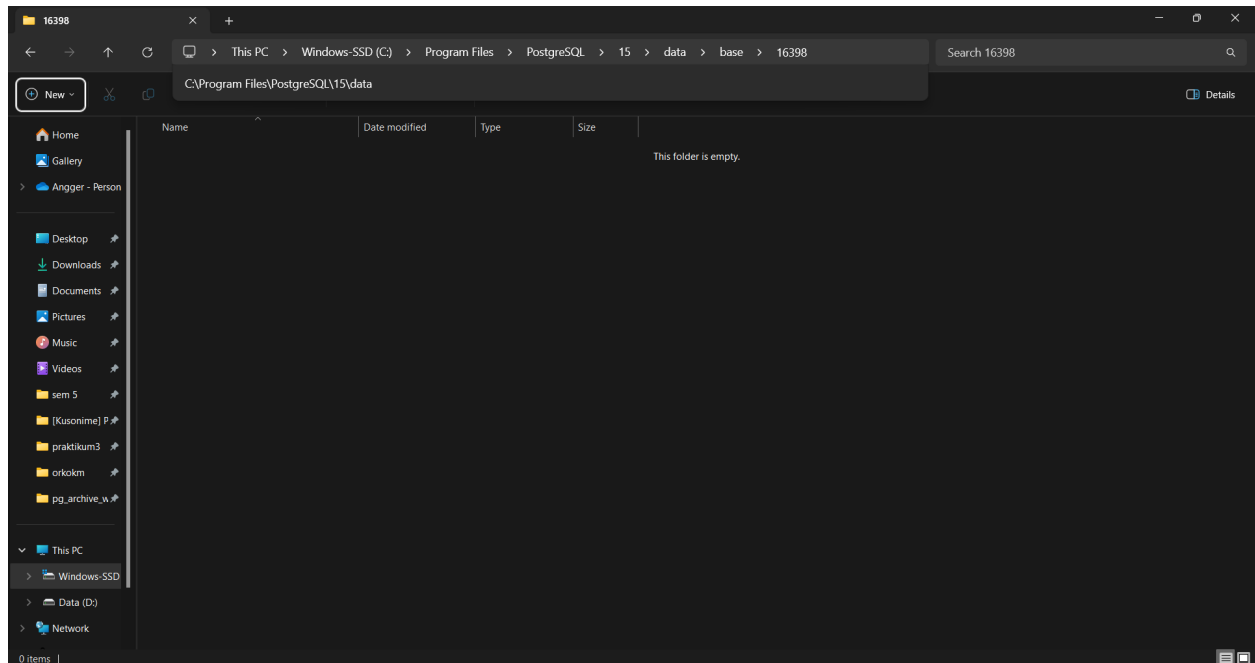 16398
This PC > Windows-SSD (C:) > Program Files > PostgreSQL > 15 > data > base > 16398
Search 16398
C:\Program Files\PostgreSQL\15\data
New
Details
Name
Date modified
Type
Size
This folder is empty.
Home
Gallery
Angger - Person
Desktop
Downloads
Documents
Pictures
Music
Videos
sem 5
[Kusonime] P
praktikum3
orkokm
pg_archive_w
This PC
Windows-SSD
Data (D:)
Network
0 items